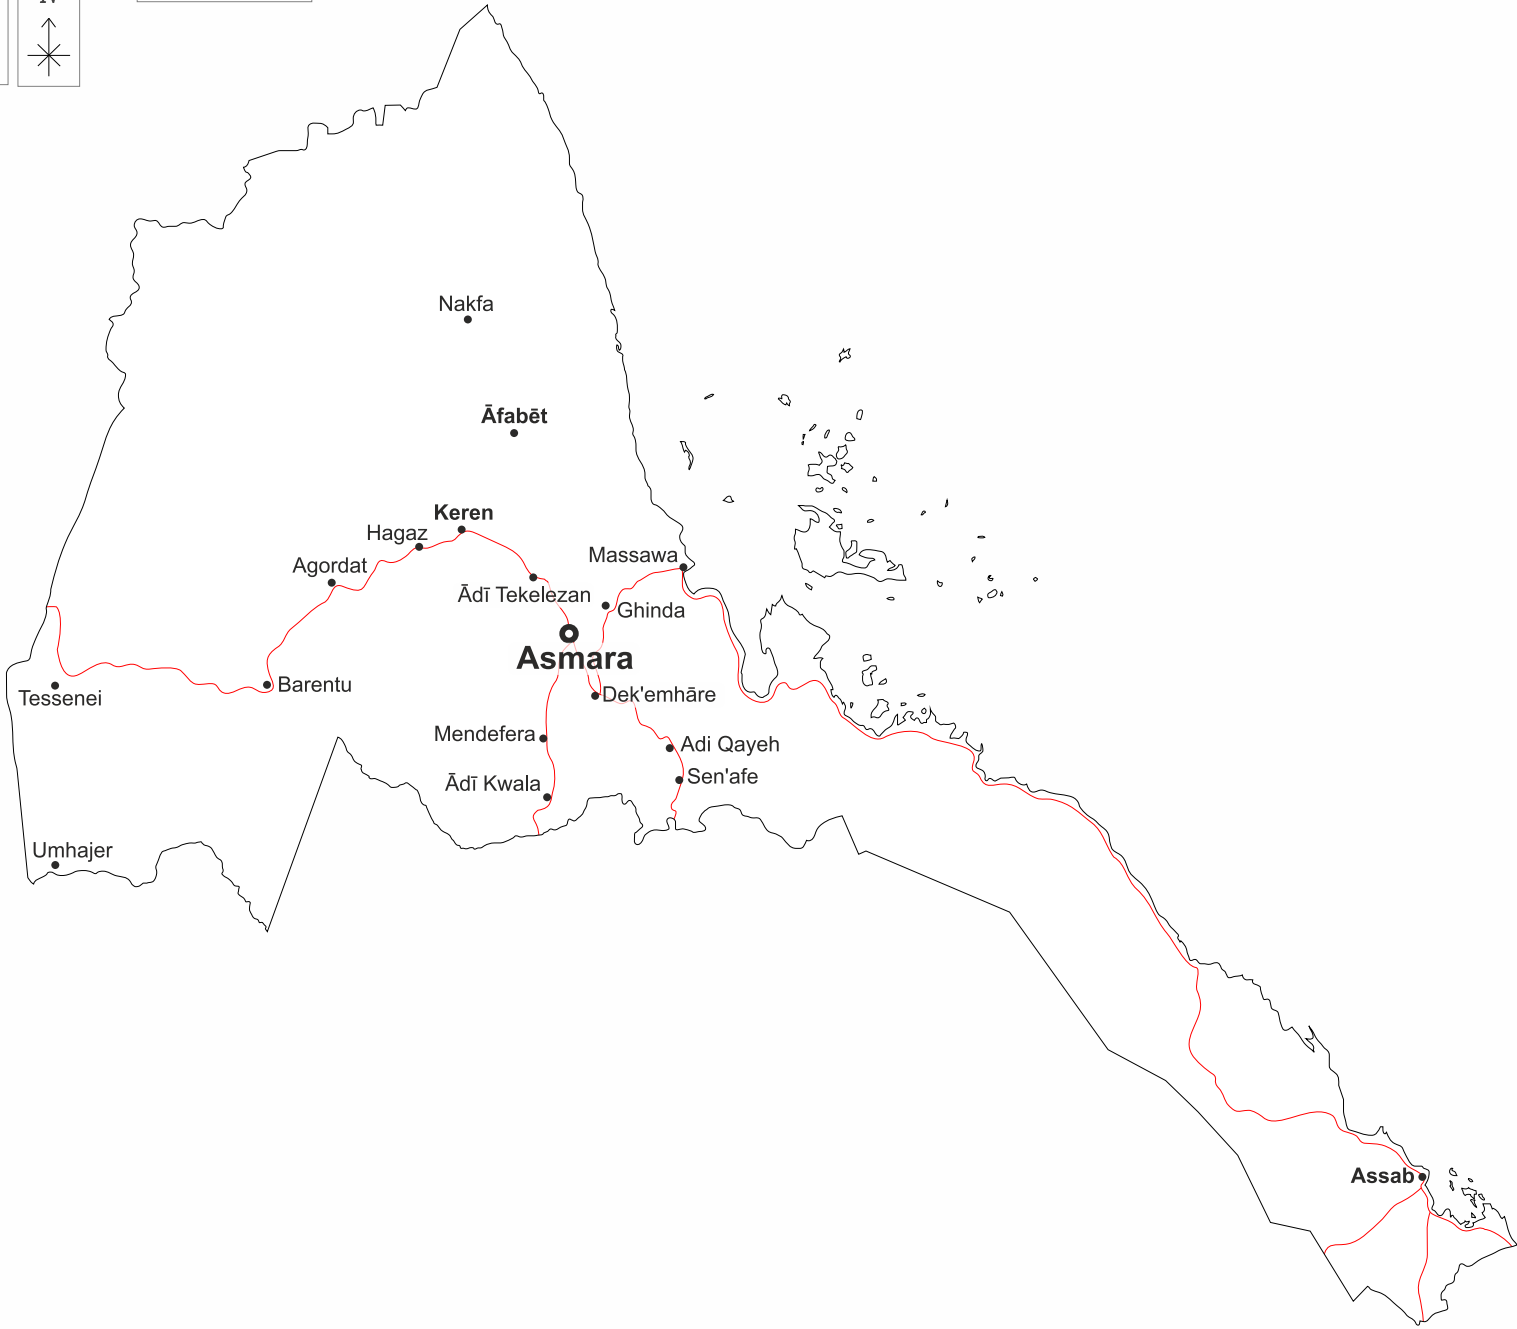 Nakfa
Āfabēt
Keren
Hagaz
Massawa
Agordat
Ādī Tekelezan
Ghinda
Asmara
Tessenei
Barentu
Dek'emhāre
Mendefera
Adi Qayeh
Sen'afe
Ādī Kwala
Umhajer
Assab